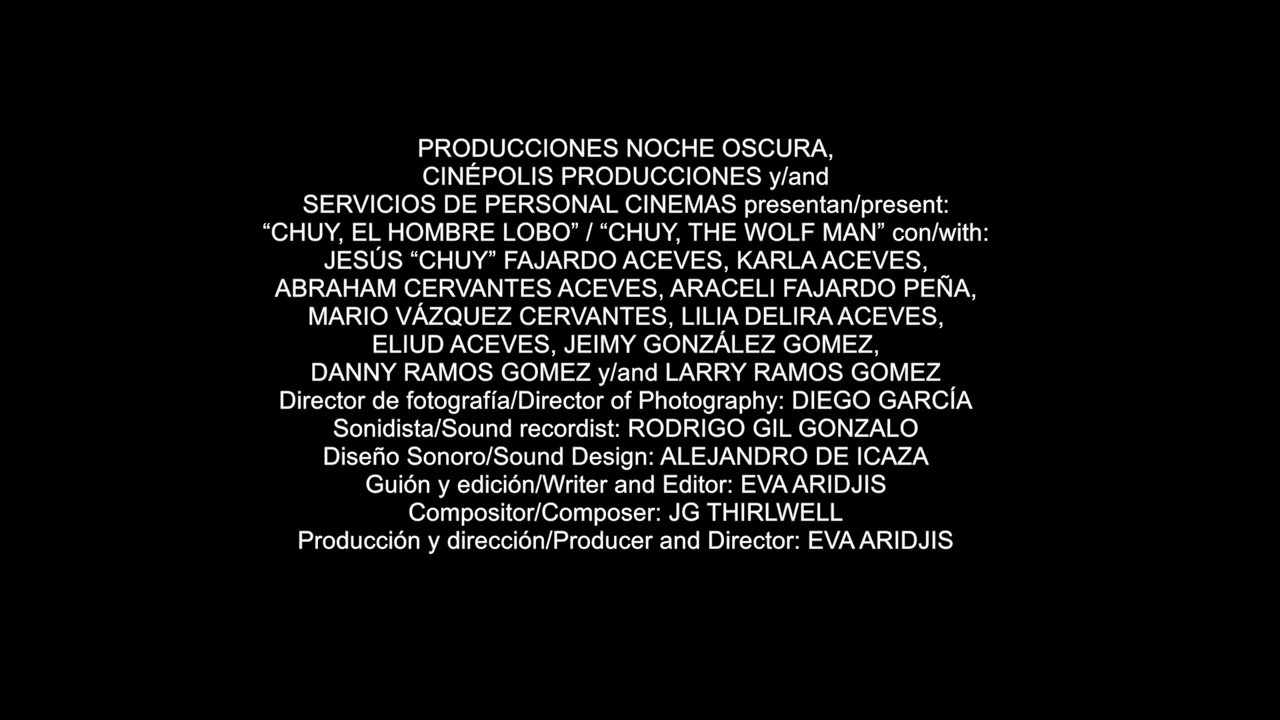 PRODUCCIONES NOCHE OSCURA,
CINÉPOLIS PRODUCCIONES y/and
SERVICIOS DE PERSONAL CINEMAS presentan/present:
“CHUY, EL HOMBRE LOBO” / “CHUY, THE WOLF MAN” con/with:
JESÚS “CHUY” FAJARDO ACEVES, KARLA ACEVES,
ABRAHAM CERVANTES ACEVES, ARACELI FAJARDO PEÑA,
MARIO VÁZQUEZ CERVANTES, LILIA DELIRA ACEVES,
ELIUD ACEVES, JEIMY GONZÁLEZ GOMEZ,
DANNY RAMOS GOMEZ y/and LARRY RAMOS GOMEZ
Director de fotografía/Director of Photography: DIEGO GARCÍA
Sonidista/Sound recordist: RODRIGO GIL GONZALO
Diseño Sonoro/Sound Design: ALEJANDRO DE ICAZA
Guión y edición/Writer and Editor: EVA ARIDJIS
Compositor/Composer: JG THIRLWELL
Producción y dirección/Producer and Director: EVA ARIDJIS